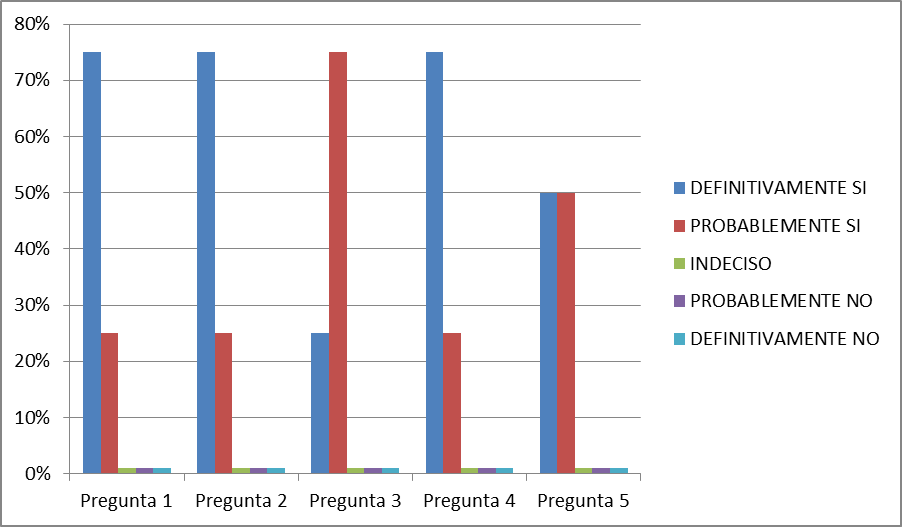 80%
70%
60%
50%
40%
30%
20%
10%
0%
Pregunta 1
Pregunta 2
Pregunta 3
Pregunta 4
Pregunta 5
DEFINITIVAMENTE SI
PROBABLEMENTE SI
INDECISO
PROBABLEMENTE NO
DEFINITIVAMENTE NO